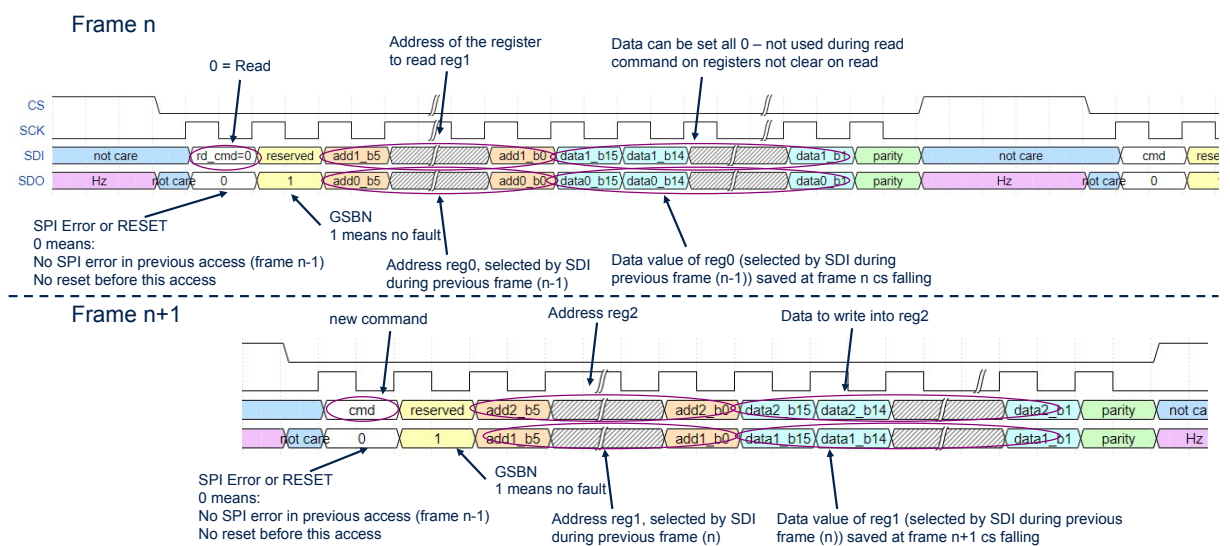 Frame n
Address of the register
to read reg1
Data can be set all 0 – not used during read
command on registers not clear on read
0 = Read
CS
SCK
SDI
not care
rd_cmd=0
reserved
add1_b5
add1_b0
data1_b15
data1_b14
data1_b1
parity
not care
cmd
rese
SDO
Hz
not care
0
1
add0_b5
add0_b0
data0_b15
data0_b14
data0_b1
parity
Hz
not care
0
SPI Error or RESET
0 means:
No SPI error in previous access (frame n-1)
No reset before this access
GSBN
1 means no fault
Address reg0, selected by SDI
during previous frame (n-1)
Data value of reg0 (selected by SDI during
previous frame (n-1)) saved at frame n cs falling
Frame n+1
new command
Address reg2
Data to write into reg2
cmd
reserved
add2_b5
add2_b0
data2_b15
data2_b14
data2_b1
parity
not ca
not care
0
1
add1_b5
add1_b0
data1_b15
data1_b14
data1_b1
parity
Hz
SPI Error or RESET
0 means:
No SPI error in previous access (frame n-1)
No reset before this access
GSBN
1 means no fault
Address reg1, selected by SDI
during previous frame (n)
Data value of reg1 (selected by SDI during previous
frame (n)) saved at frame n+1 cs falling